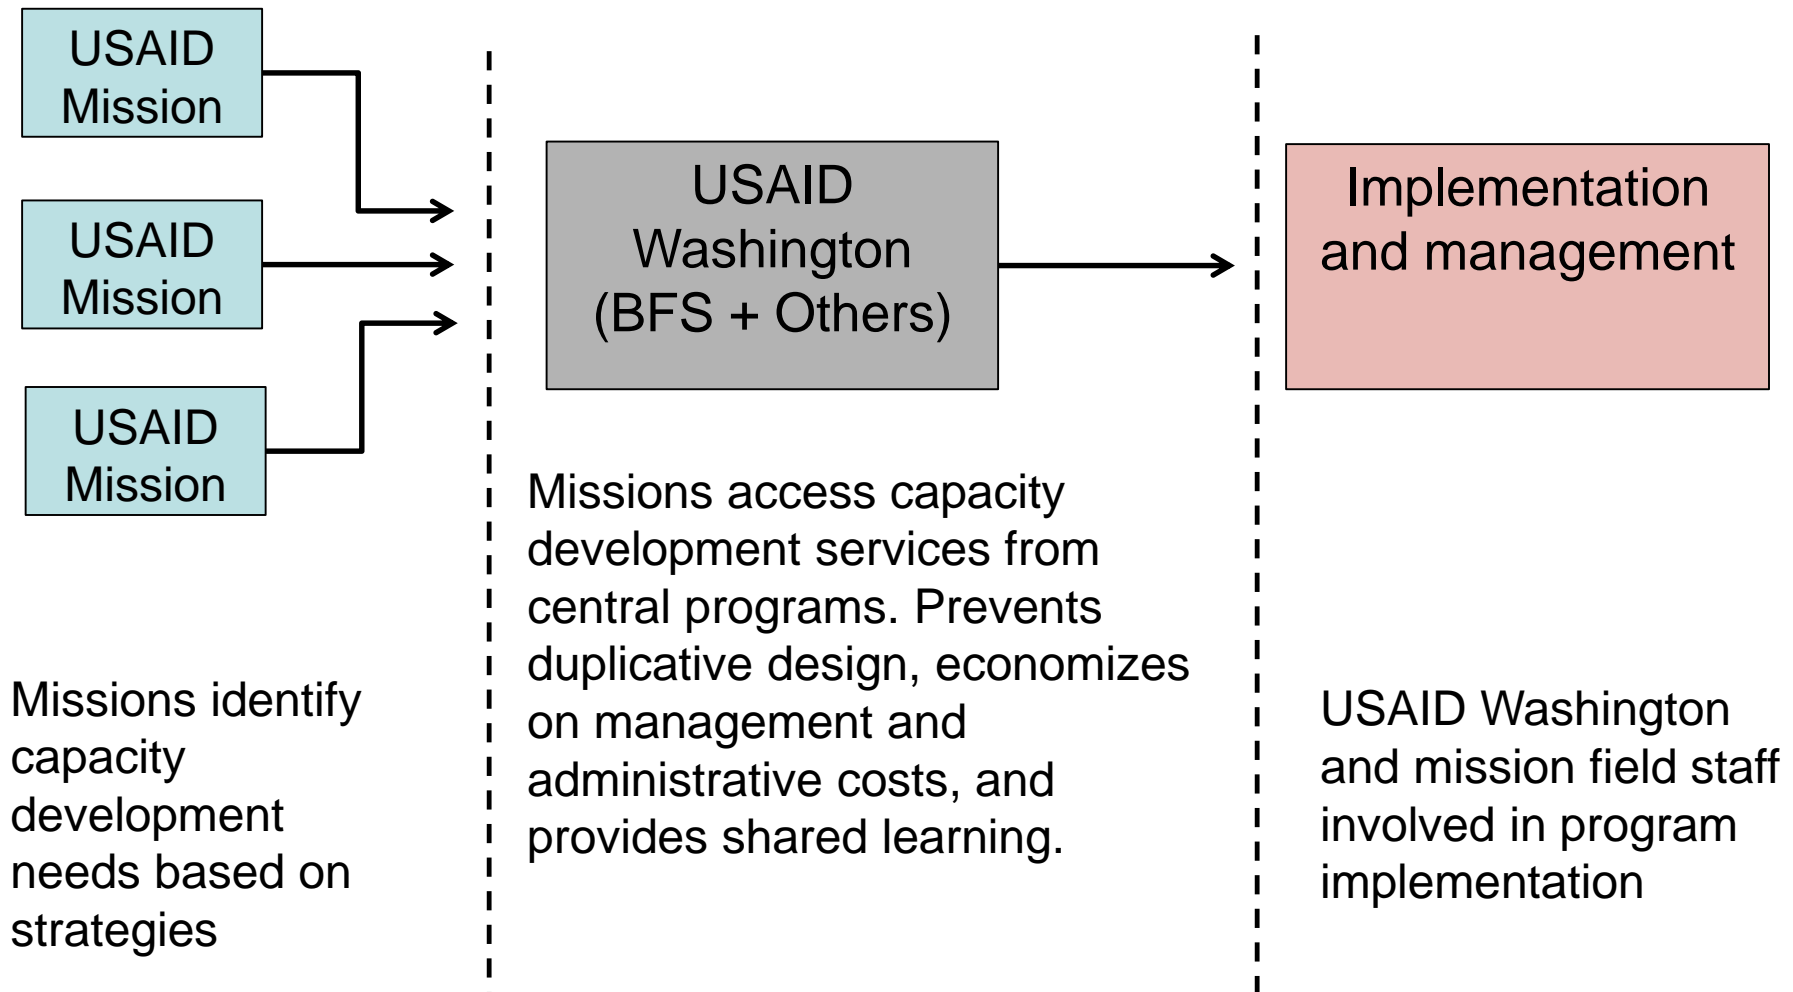 USAID
Mission
USAID
Mission
USAID
Mission
Missions identify
capacity
development
needs based on
strategies
USAID
Washington
(BFS + Others)
Missions access capacity
development services from
central programs. Prevents
duplicative design, economizes
on management and
administrative costs, and
provides shared learning.
Implementation
and management
USAID Washington
and mission field staff
involved in program
implementation